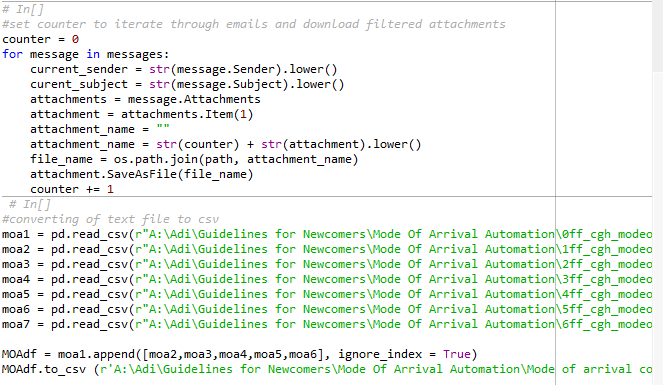 # In[]
#set counter to iterate through emails and download filtered attachments
counter = 0
for message in messages:
    current_sender = str(message.Sender).lower()
    curent_subject = str(message.Subject).lower()
    attachments = message.Attachments
    attachment = attachments.Item(1)
    attachment_name = ""
    attachment_name = str(counter) + str(attachment).lower()
    file_name = os.path.join(path, attachment_name)
    attachment.SaveAsFile(file_name)
    counter += 1
# In[]
#converting of text file to csv
moa1 = pd.read_csv(r"A:\Adi\Guidelines for Newcomers\Mode Of Arrival Automation\0ff_cgh_modeo
moa2 = pd.read_csv(r"A:\Adi\Guidelines for Newcomers\Mode Of Arrival Automation\1ff_cgh_modeo
moa3 = pd.read_csv(r"A:\Adi\Guidelines for Newcomers\Mode Of Arrival Automation\2ff_cgh_modeo
moa4 = pd.read_csv(r"A:\Adi\Guidelines for Newcomers\Mode Of Arrival Automation\3ff_cgh_modeo
moa5 = pd.read_csv(r"A:\Adi\Guidelines for Newcomers\Mode Of Arrival Automation\4ff_cgh_modeo
moa6 = pd.read_csv(r"A:\Adi\Guidelines for Newcomers\Mode Of Arrival Automation\5ff_cgh_modeo
moa7 = pd.read_csv(r"A:\Adi\Guidelines for Newcomers\Mode Of Arrival Automation\6ff_cgh_modeo
MOAdf = moa1.append([moa2,moa3,moa4,moa5,moa6], ignore_index = True)
MOAdf.to_csv (r'A:\Adi\Guidelines for Newcomers\Mode Of Arrival Automation\Mode of arrival co